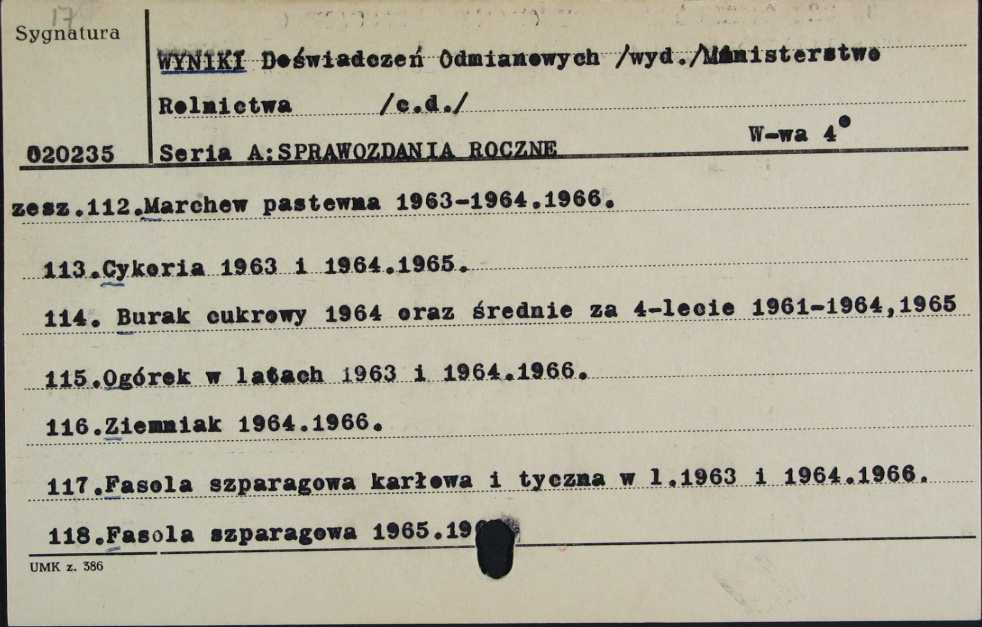 17
Sygnatura
WYNIKI Doświadczeń Odmianowych /wyd./Ministerstwo
Rolnictwa /c.d./
W-wa 4°
020235 Seria A:SPRAWOZDANIA ROCZNE
zesz.112.Marchew pastewna 1963-1964.1966.
113.Cykoria 1963 i 1964.1965.
114. Burak cukrowy 1964 oraz średnie za 4-lecie 1961-1964,1965
115.Ogórek w latach 1963 i 1964.1966.
116.Ziemniak 1964.1966.
117.Fasola szparagowa karłowa i tyczna w l.1963 i 1964.1966.
118.Fasola szparagowa 1965.
UMK z. 386